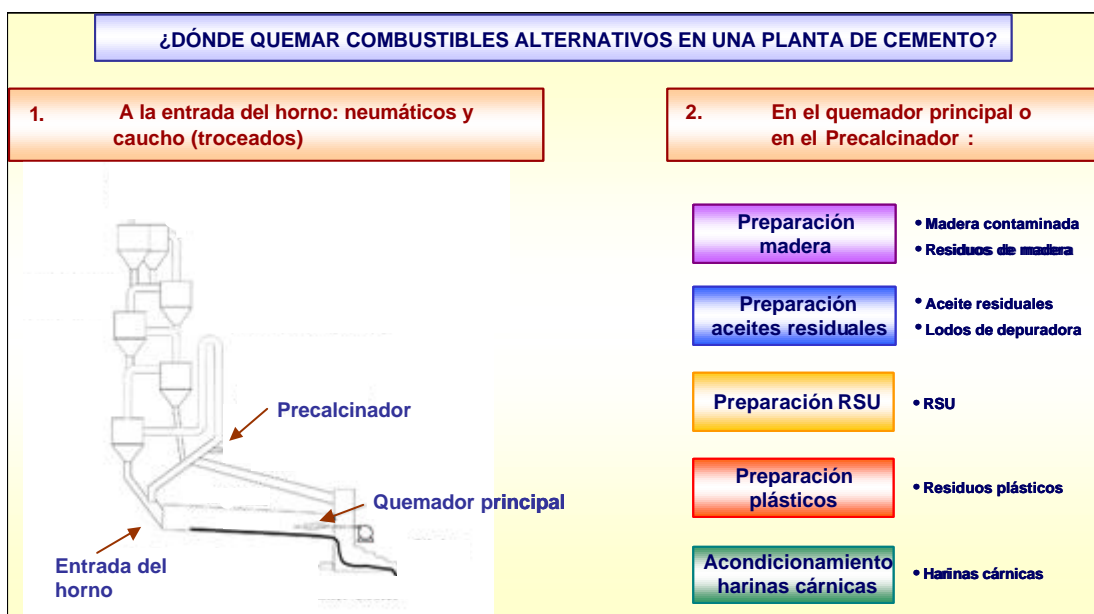 ¿DÓNDE QUEMAR COMBUSTIBLES ALTERNATIVOS EN UNA PLANTA DE CEMENTO?
1. A la entrada del horno: neumáticos y
caucho (troceados)
2. En el quemador principal o
en el Precalcinador :
Preparación
madera
• Madera contaminada
• Residuos de madera
Preparación
aceites residuales
• Aceite residuales
• Lodos de depuradora
Preparación RSU
• RSU
Preparación
plásticos
• Residuos plásticos
Acondicionamiento
harinas cárnicas
• Harinas cárnicas
Precalcinador
Quemador principal
Entrada del
horno